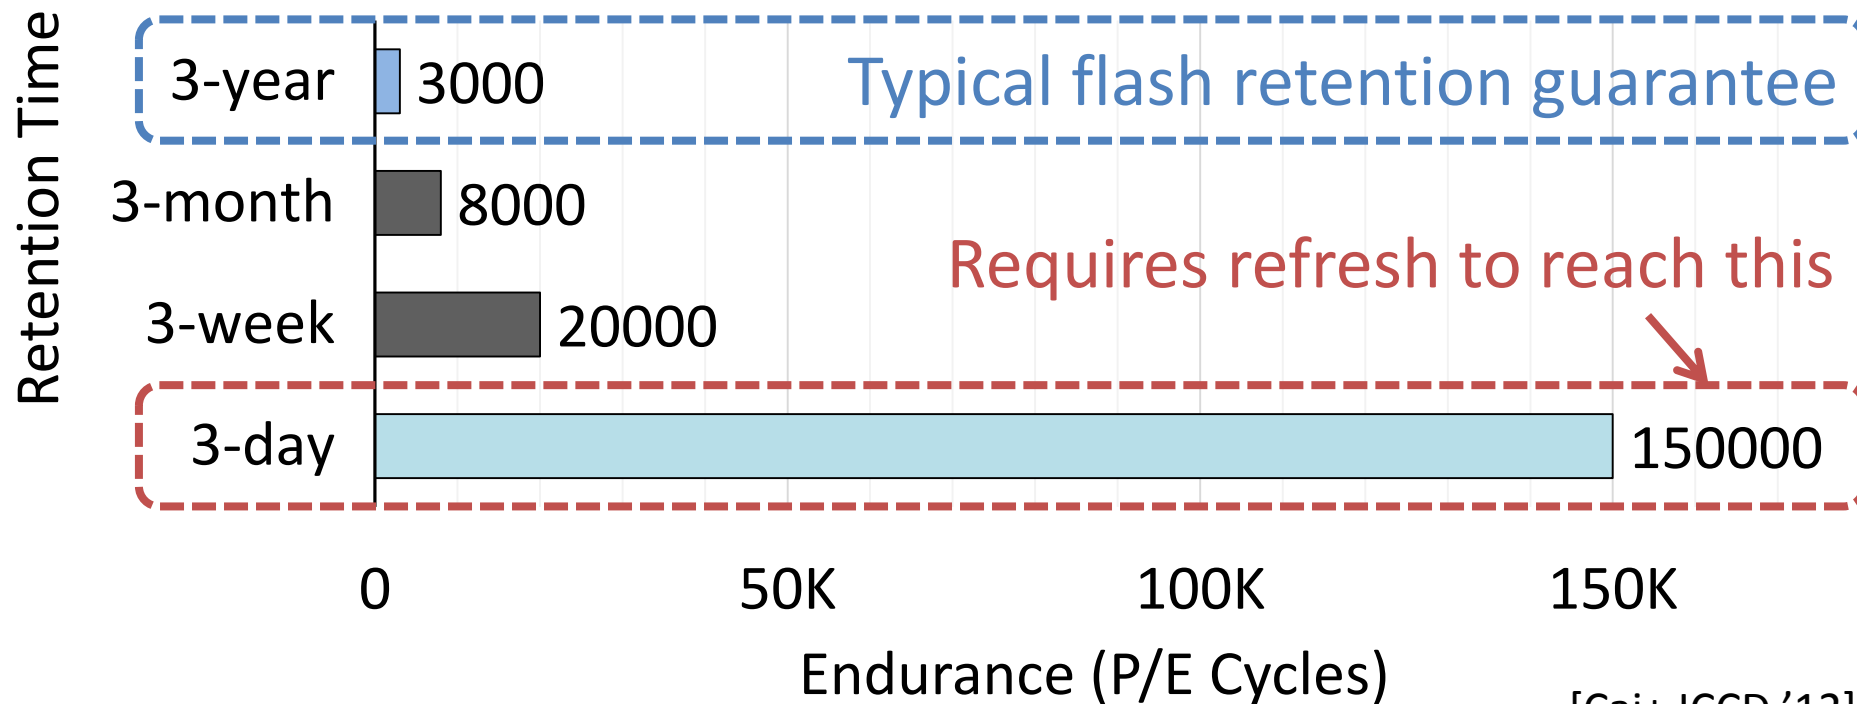 Retention Time
3-year 3000 Typical flash retention guarantee
3-month 8000
Requires refresh to reach this
3-week 20000
3-day 150000
0 50K 100K 150K
Endurance (P/E Cycles)